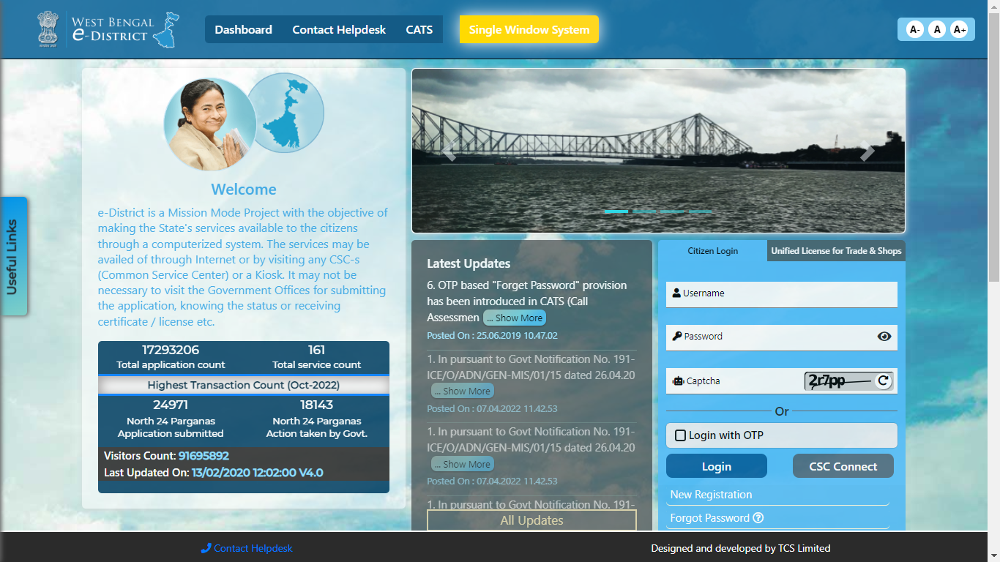 WEST BENGAL
e-DISTRICT
Dashboard
Contact Helpdesk
CATS
Single Window System
A-
A
A+
Useful Links
Welcome
e-District is a Mission Mode Project with the objective of
making the State's services available to the citizens
through a computerized system. The services may be
availed of through Internet or by visiting any CSC-s
(Common Service Center) or a Kiosk. It may not be
necessary to visit the Government Offices for submitting
the application, knowing the status or receiving
certificate / license etc.
17293206
Total application count
161
Total service count
Highest Transaction Count (Oct-2022)
24971
North 24 Parganas
Application submitted
18143
North 24 Parganas
Action taken by Govt.
Visitors Count: 91695892
Last Updated On: 13/02/2020 12:02:00 V4.0
Latest Updates
6. OTP based "Forget Password" provision
has been introduced in CATS (Call
Assessmen ... Show More
Posted On : 25.06.2019 10.47.02
1. In pursuant to Govt Notification No. 191-
ICE/O/ADN/GEN-MIS/01/15 dated 26.04.20
... Show More
Posted On : 07.04.2022 11.42.53
1. In pursuant to Govt Notification No. 191-
ICE/O/ADN/GEN-MIS/01/15 dated 26.04.20
... Show More
Posted On : 07.04.2022 11.42.53
1. In pursuant to Govt Notification No. 191-
All Updates
Citizen Login
Unified License for Trade & Shops
Username
Password
Captcha
2r7pp
Or
Login with OTP
Login
CSC Connect
New Registration
Forgot Password
Contact Helpdesk
Designed and developed by TCS Limited